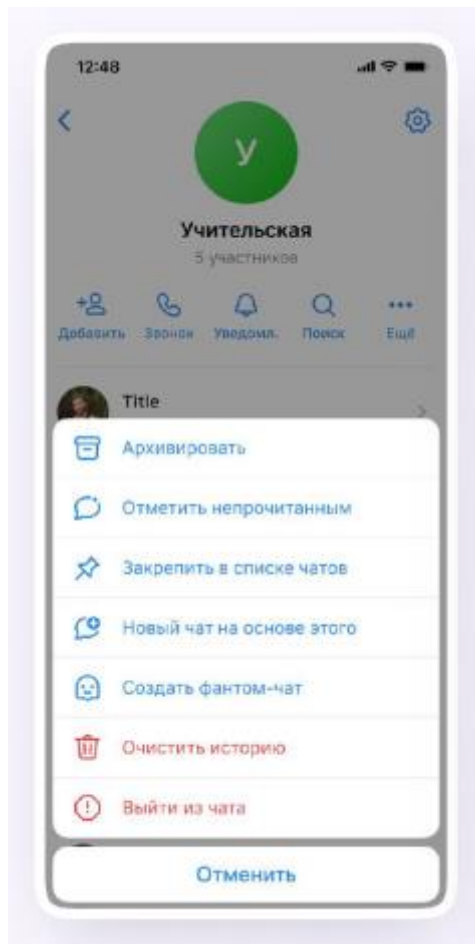 12:48
У
Учительская
5 участников
Добавить Звонок Уведомл. Поиск Ещё
Title
Архивировать
Отметить непрочитанным
Закрепить в списке чатов
Новый чат на основе этого
Создать фантом-чат
Очистить историю
Выйти из чата
Отменить